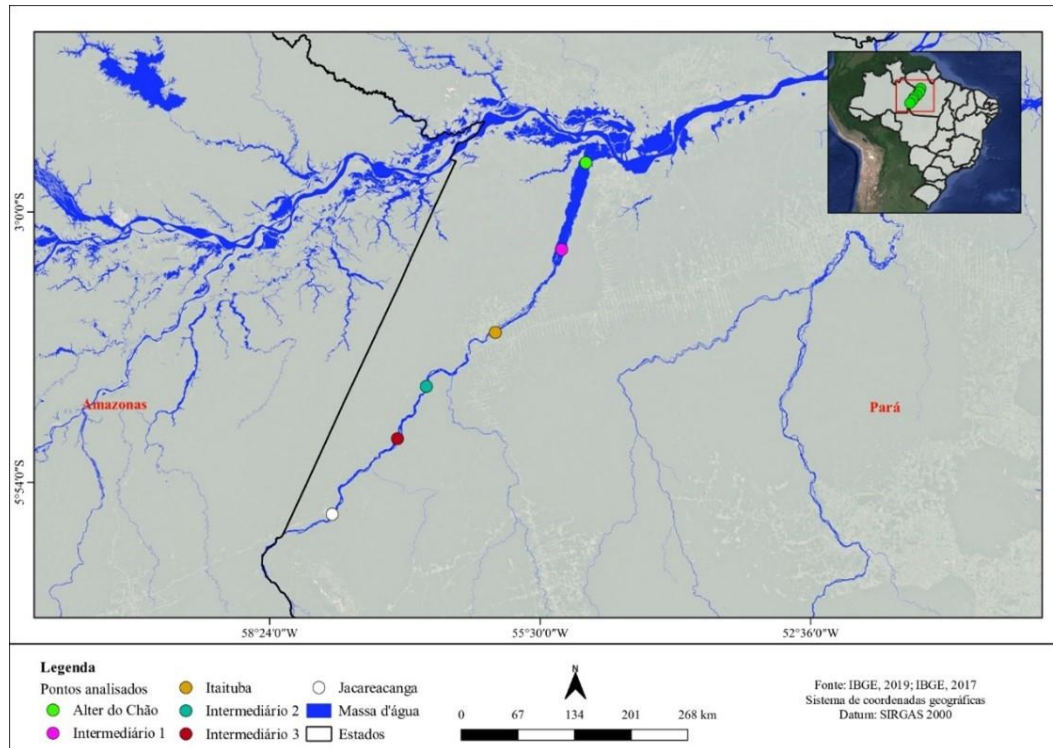 3°0'0"S
Amazonas
Pará
5°54'0"S
58°24'0"W
55°30'0"W
52°36'0"W
Legenda
Pontos analisados
Alter do Chão
Intermediário 1
Itaituba
Intermediário 2
Intermediário 3
Jacareacanga
Massa d'água
Estados
N
0 67 134 201 268 km
Fonte: IBGE, 2019; IBGE, 2017
Sistema de coordenadas geográficas
Datum: SIRGAS 2000